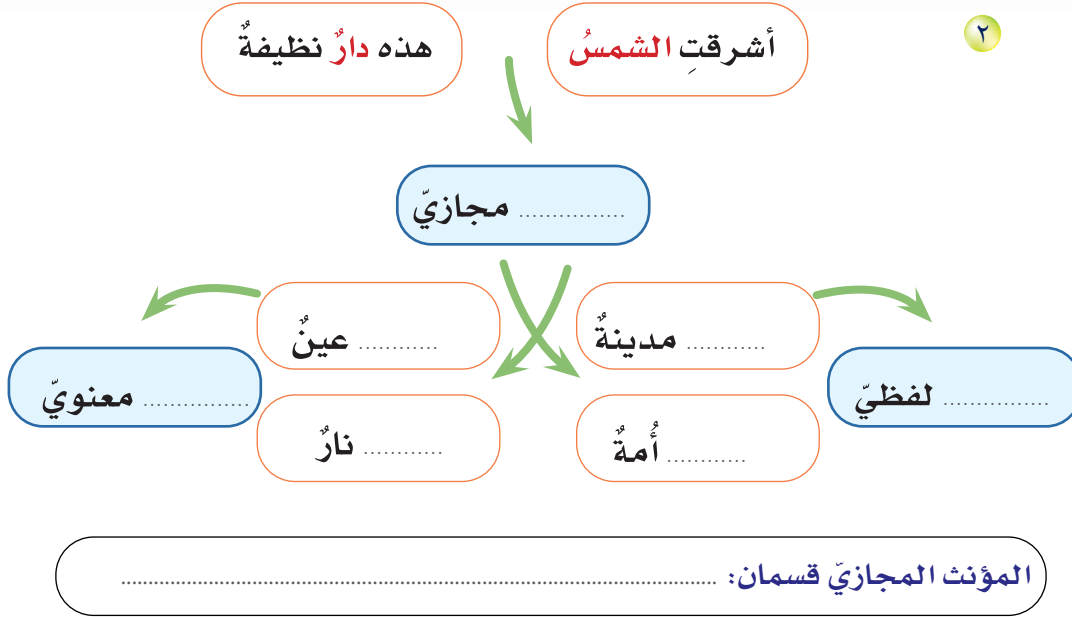 ٢
أشرقتِ الشمسُ
هذه دارٌ نظيفةٌ
................ مجازيّ
............ مدينةٌ
............ عينٌ
................ لفظيّ
................ معنويّ
............ أُمةٌ
............ نارٌ
المؤنث المجازيّ قسمان: ................................................................................